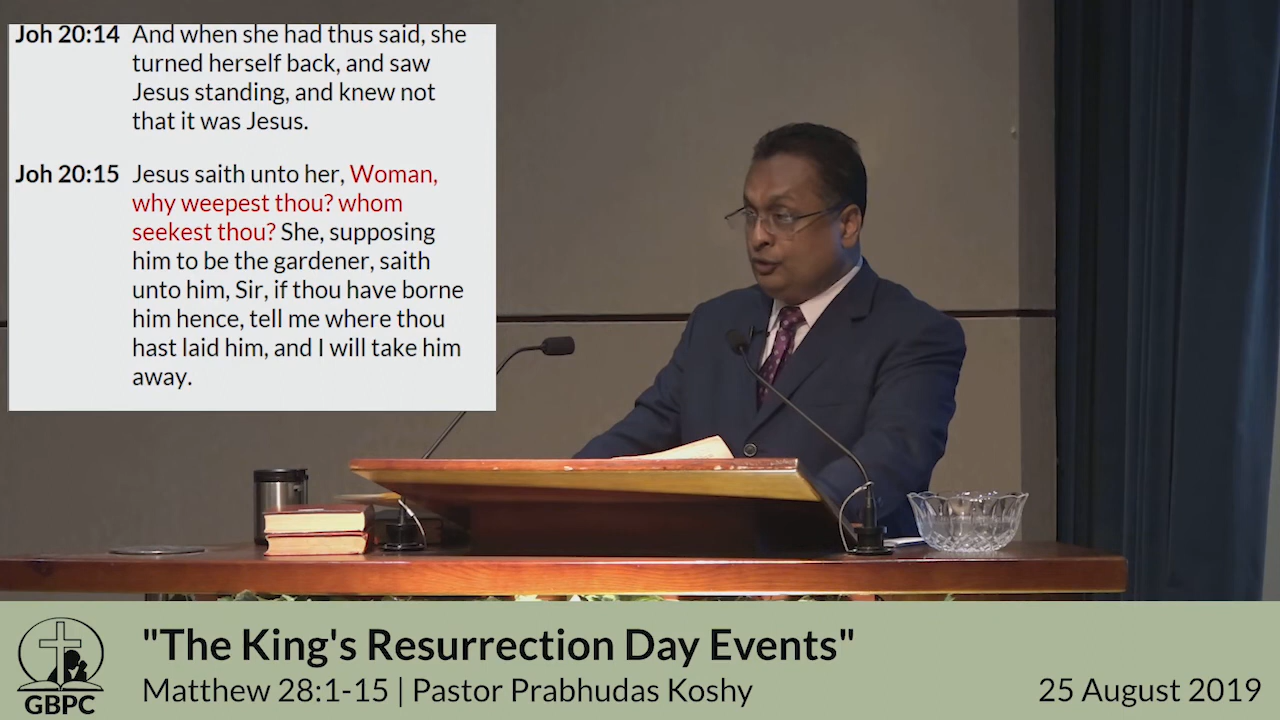 Joh 20:14 And when she had thus said, she
turned herself back, and saw
Jesus standing, and knew not
that it was Jesus.
Joh 20:15 Jesus saith unto her, Woman,
why weepest thou? whom
seekest thou? She, supposing
him to be the gardener, saith
unto him, Sir, if thou have borne
him hence, tell me where thou
hast laid him, and I will take him
away.
"The King's Resurrection Day Events"
Matthew 28:1-15 | Pastor Prabhudas Koshy
25 August 2019
GBPC